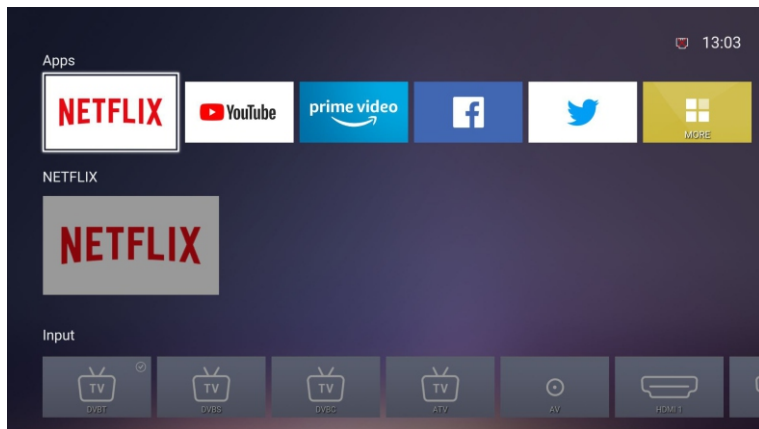 13:03
Apps
NETFLIX
YouTube
prime video
MORE
NETFLIX
NETFLIX
Input
TV
DVBT
TV
DVBS
TV
DVBC
TV
ATV
AV
HDMI 1